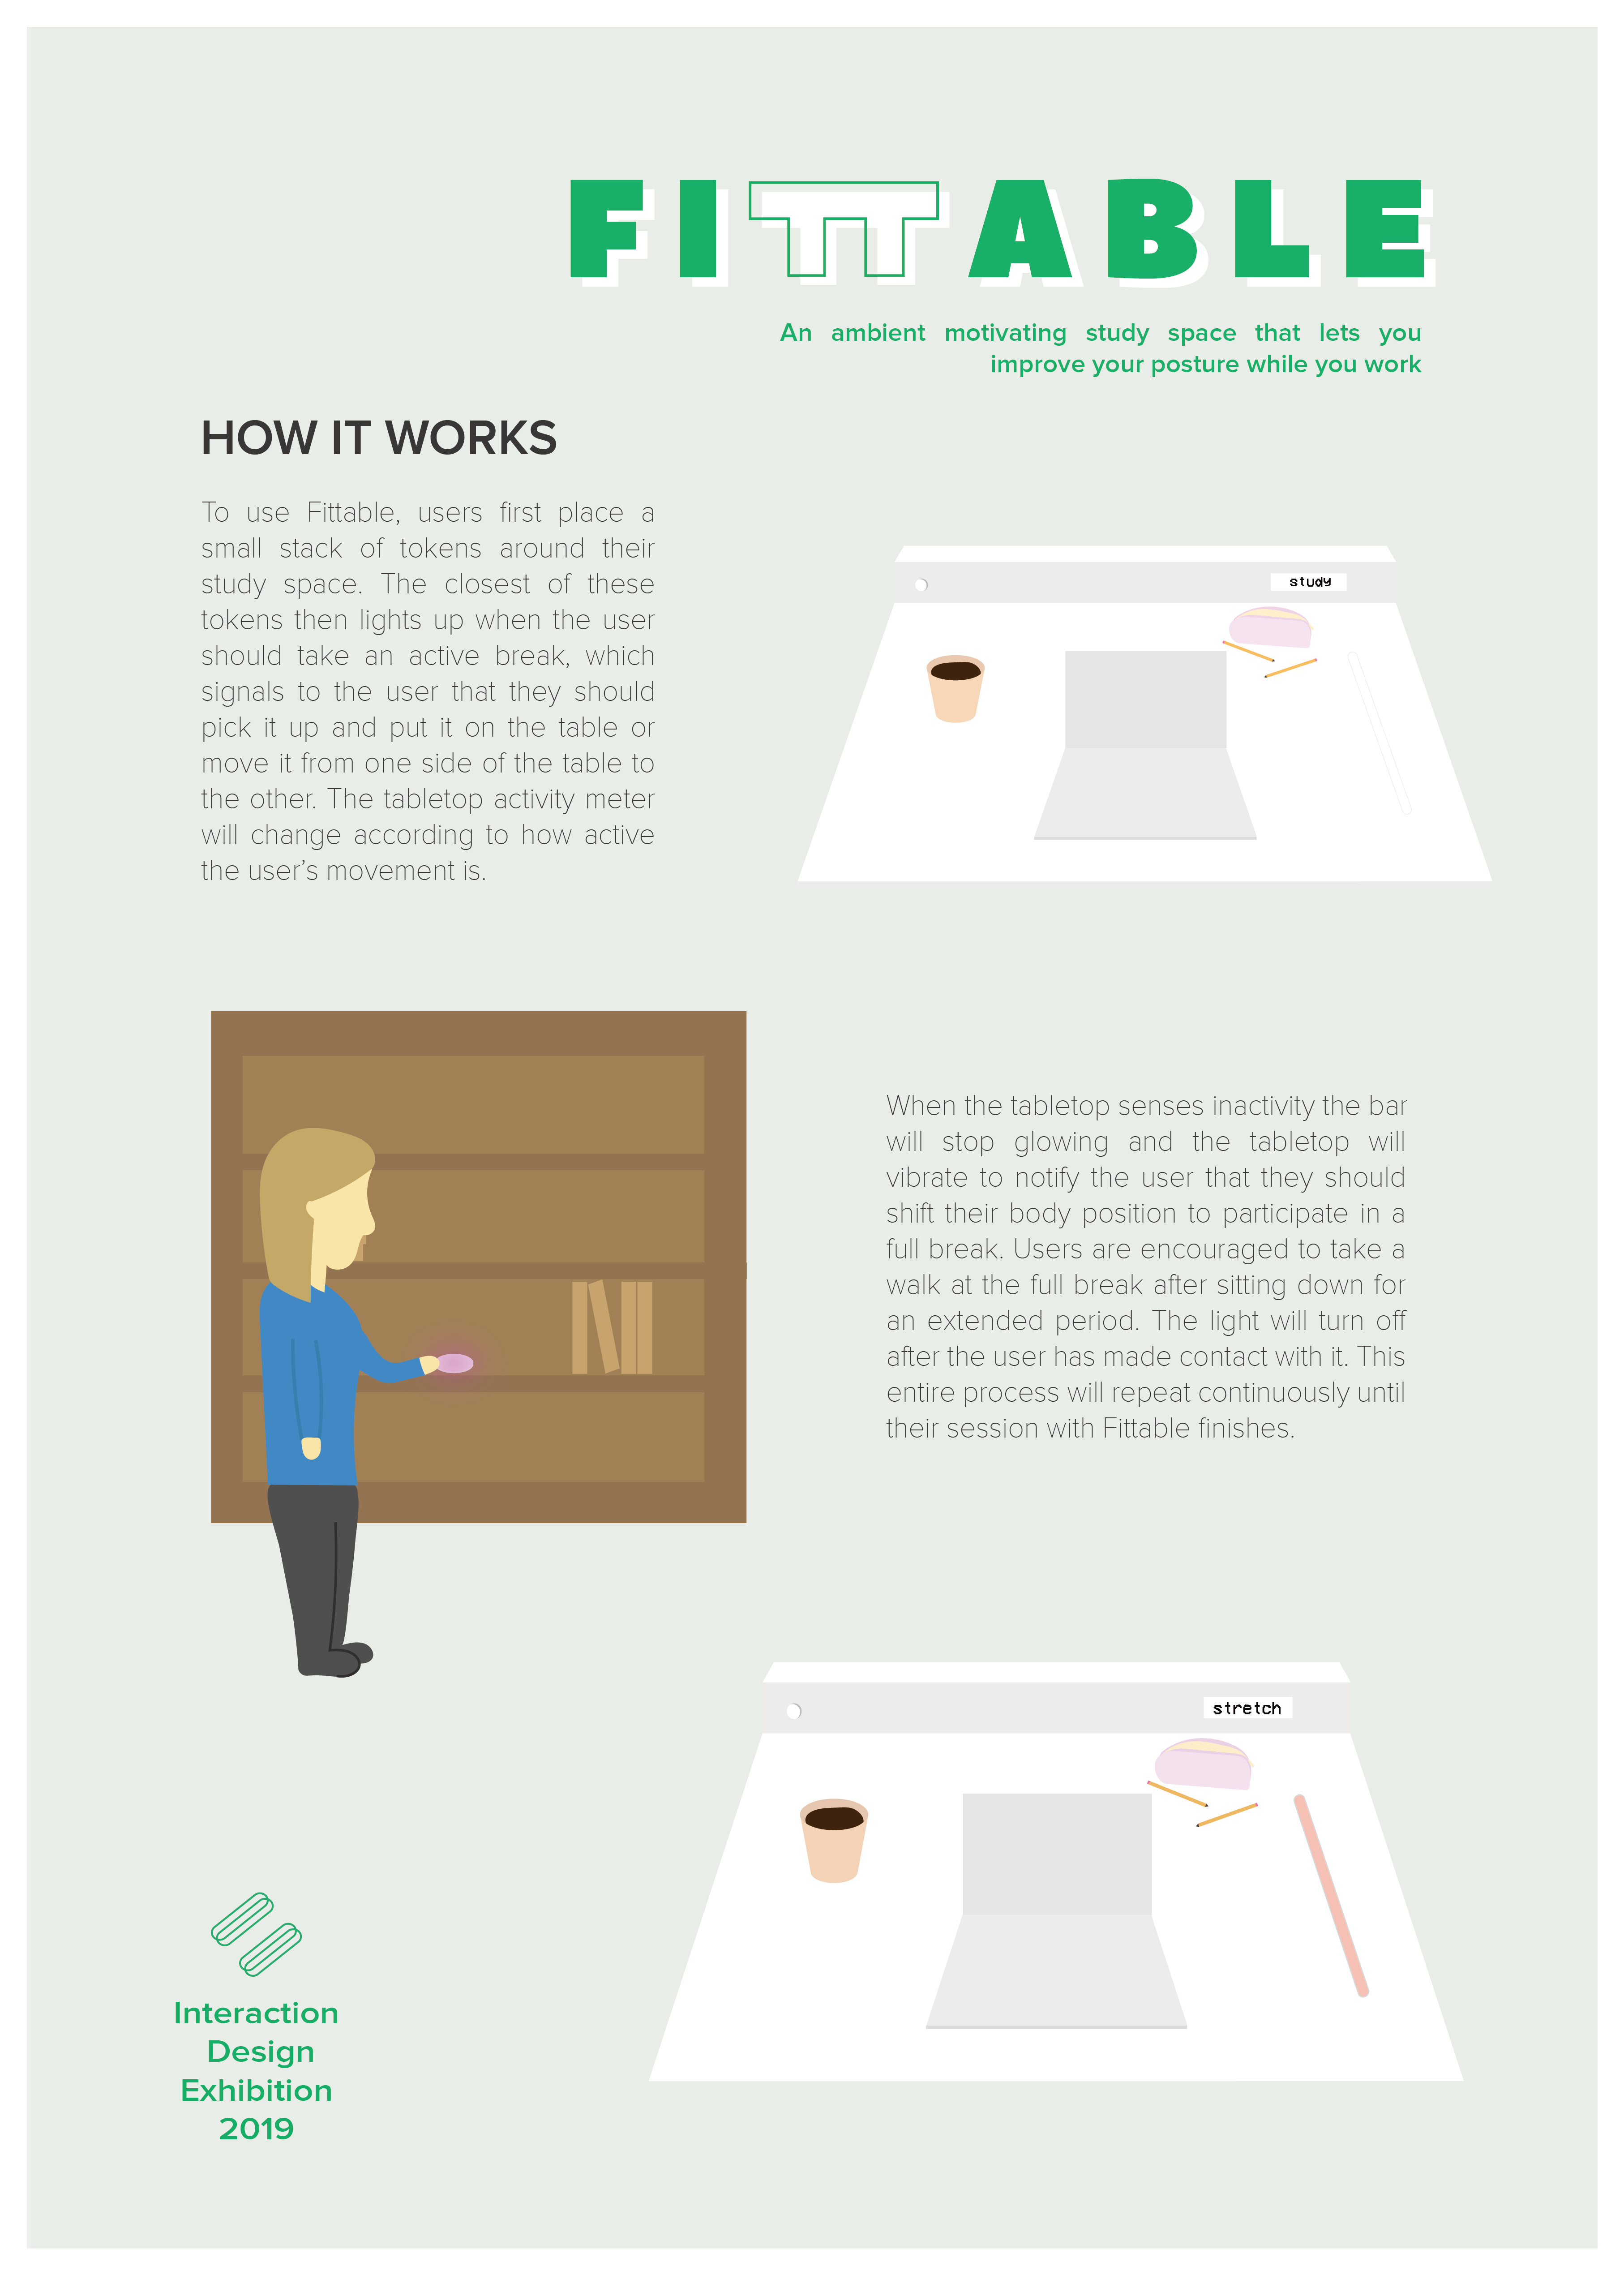 FITTABLE
An ambient motivating study space that lets you
improve your posture while you work
HOW IT WORKS
To use Fittable, users first place a
small stack of tokens around their
study space. The closest of these
tokens then lights up when the user
should take an active break, which
signals to the user that they should
pick it up and put it on the table or
move it from one side of the table to
the other. The tabletop activity meter
will change according to how active
the user’s movement is.
study
When the tabletop senses inactivity the bar
will stop glowing and the tabletop will
vibrate to notify the user that they should
shift their body position to participate in a
full break. Users are encouraged to take a
walk at the full break after sitting down for
an extended period. The light will turn off
after the user has made contact with it. This
entire process will repeat continuously until
their session with Fittable finishes.
stretch
Interaction
Design
Exhibition
2019